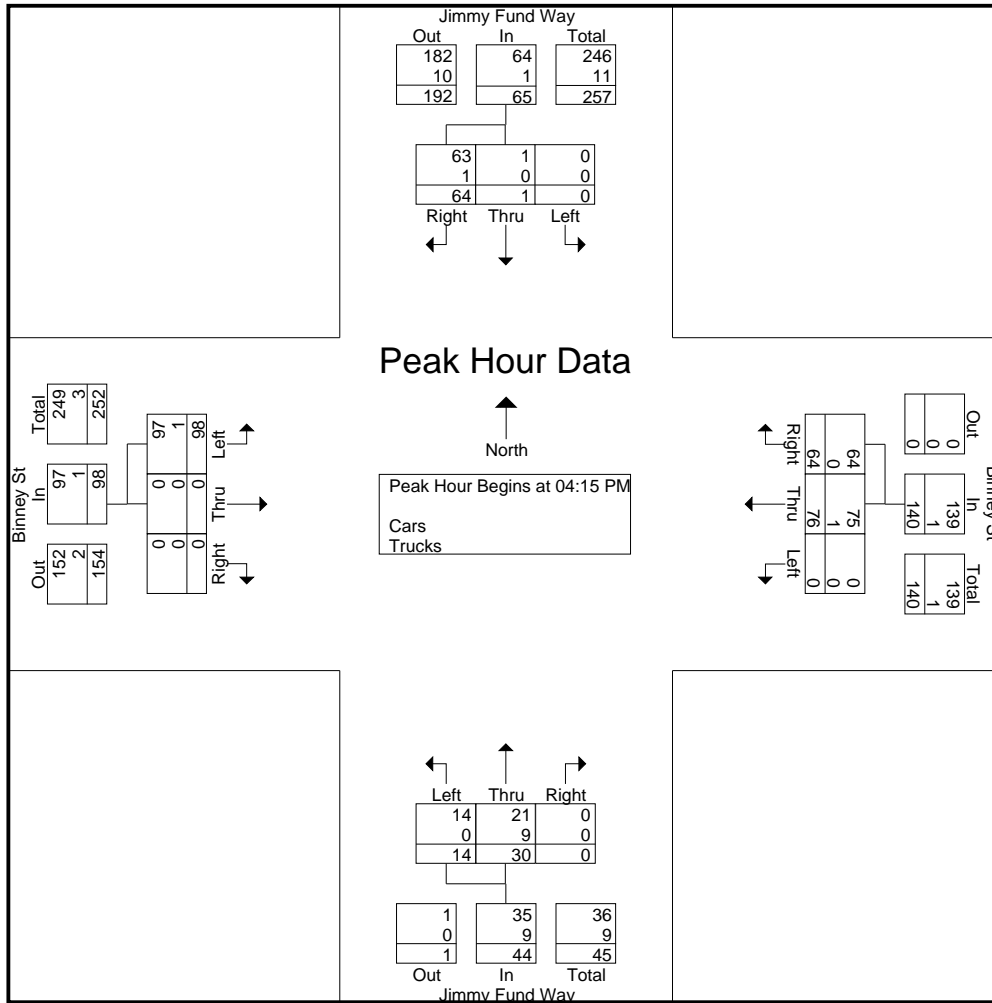 Jimmy Fund Way
Out In Total
182 64 246
10 1 11
192 65 257
63 1 0
1 0 0
64 1 0
Right Thru Left
Peak Hour Data
North
Peak Hour Begins at 04:15 PM
Cars
Trucks
Binney St
Total In Out
249 97 152
3 1 2
252 98 154
97 0 0
1 0 0
98 0 0
Left Thru Right
Right Thru Left
64 75 0
0 1 0
64 76 0
Out In Total
0 139 139
0 1 1
0 140 140
Binney St
Left Thru Right
14 21 0
0 9 0
14 30 0
1 35 36
0 9 9
1 44 45
Out In Total
Jimmy Fund Way